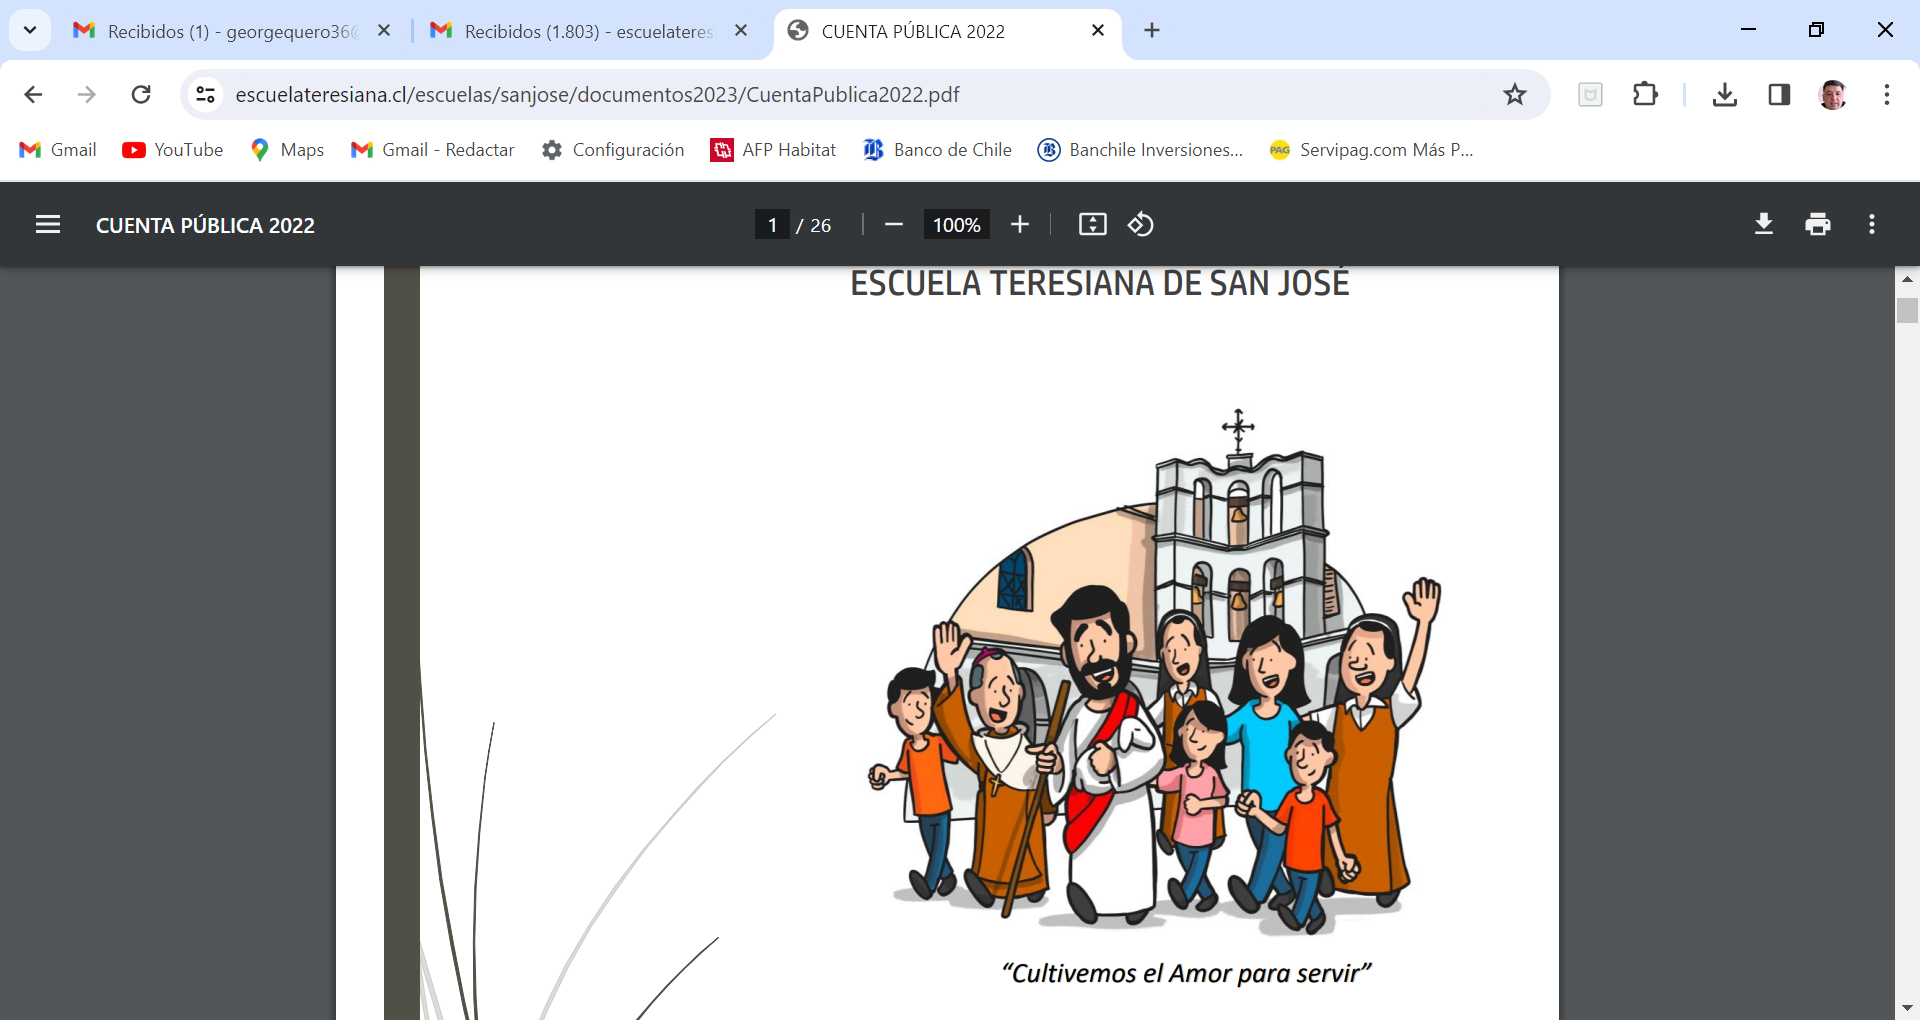 Recibidos (1) - georgequero36@
Recibidos (1.803) - escuelateres
CUENTA PÚBLICA 2022
escuelateresiana.cl/escuelas/sanjose/documentos2023/CuentaPublica2022.pdf
Gmail
YouTube
Maps
Gmail - Redactar
Configuración
AFP Habitat
Banco de Chile
Banchile Inversiones...
PAG
Servipag.com Más P...
CUENTA PÚBLICA 2022
1 / 26
100%
ESCUELA TERESIANA DE SAN JOSÉ
“Cultivemos el Amor para servir”